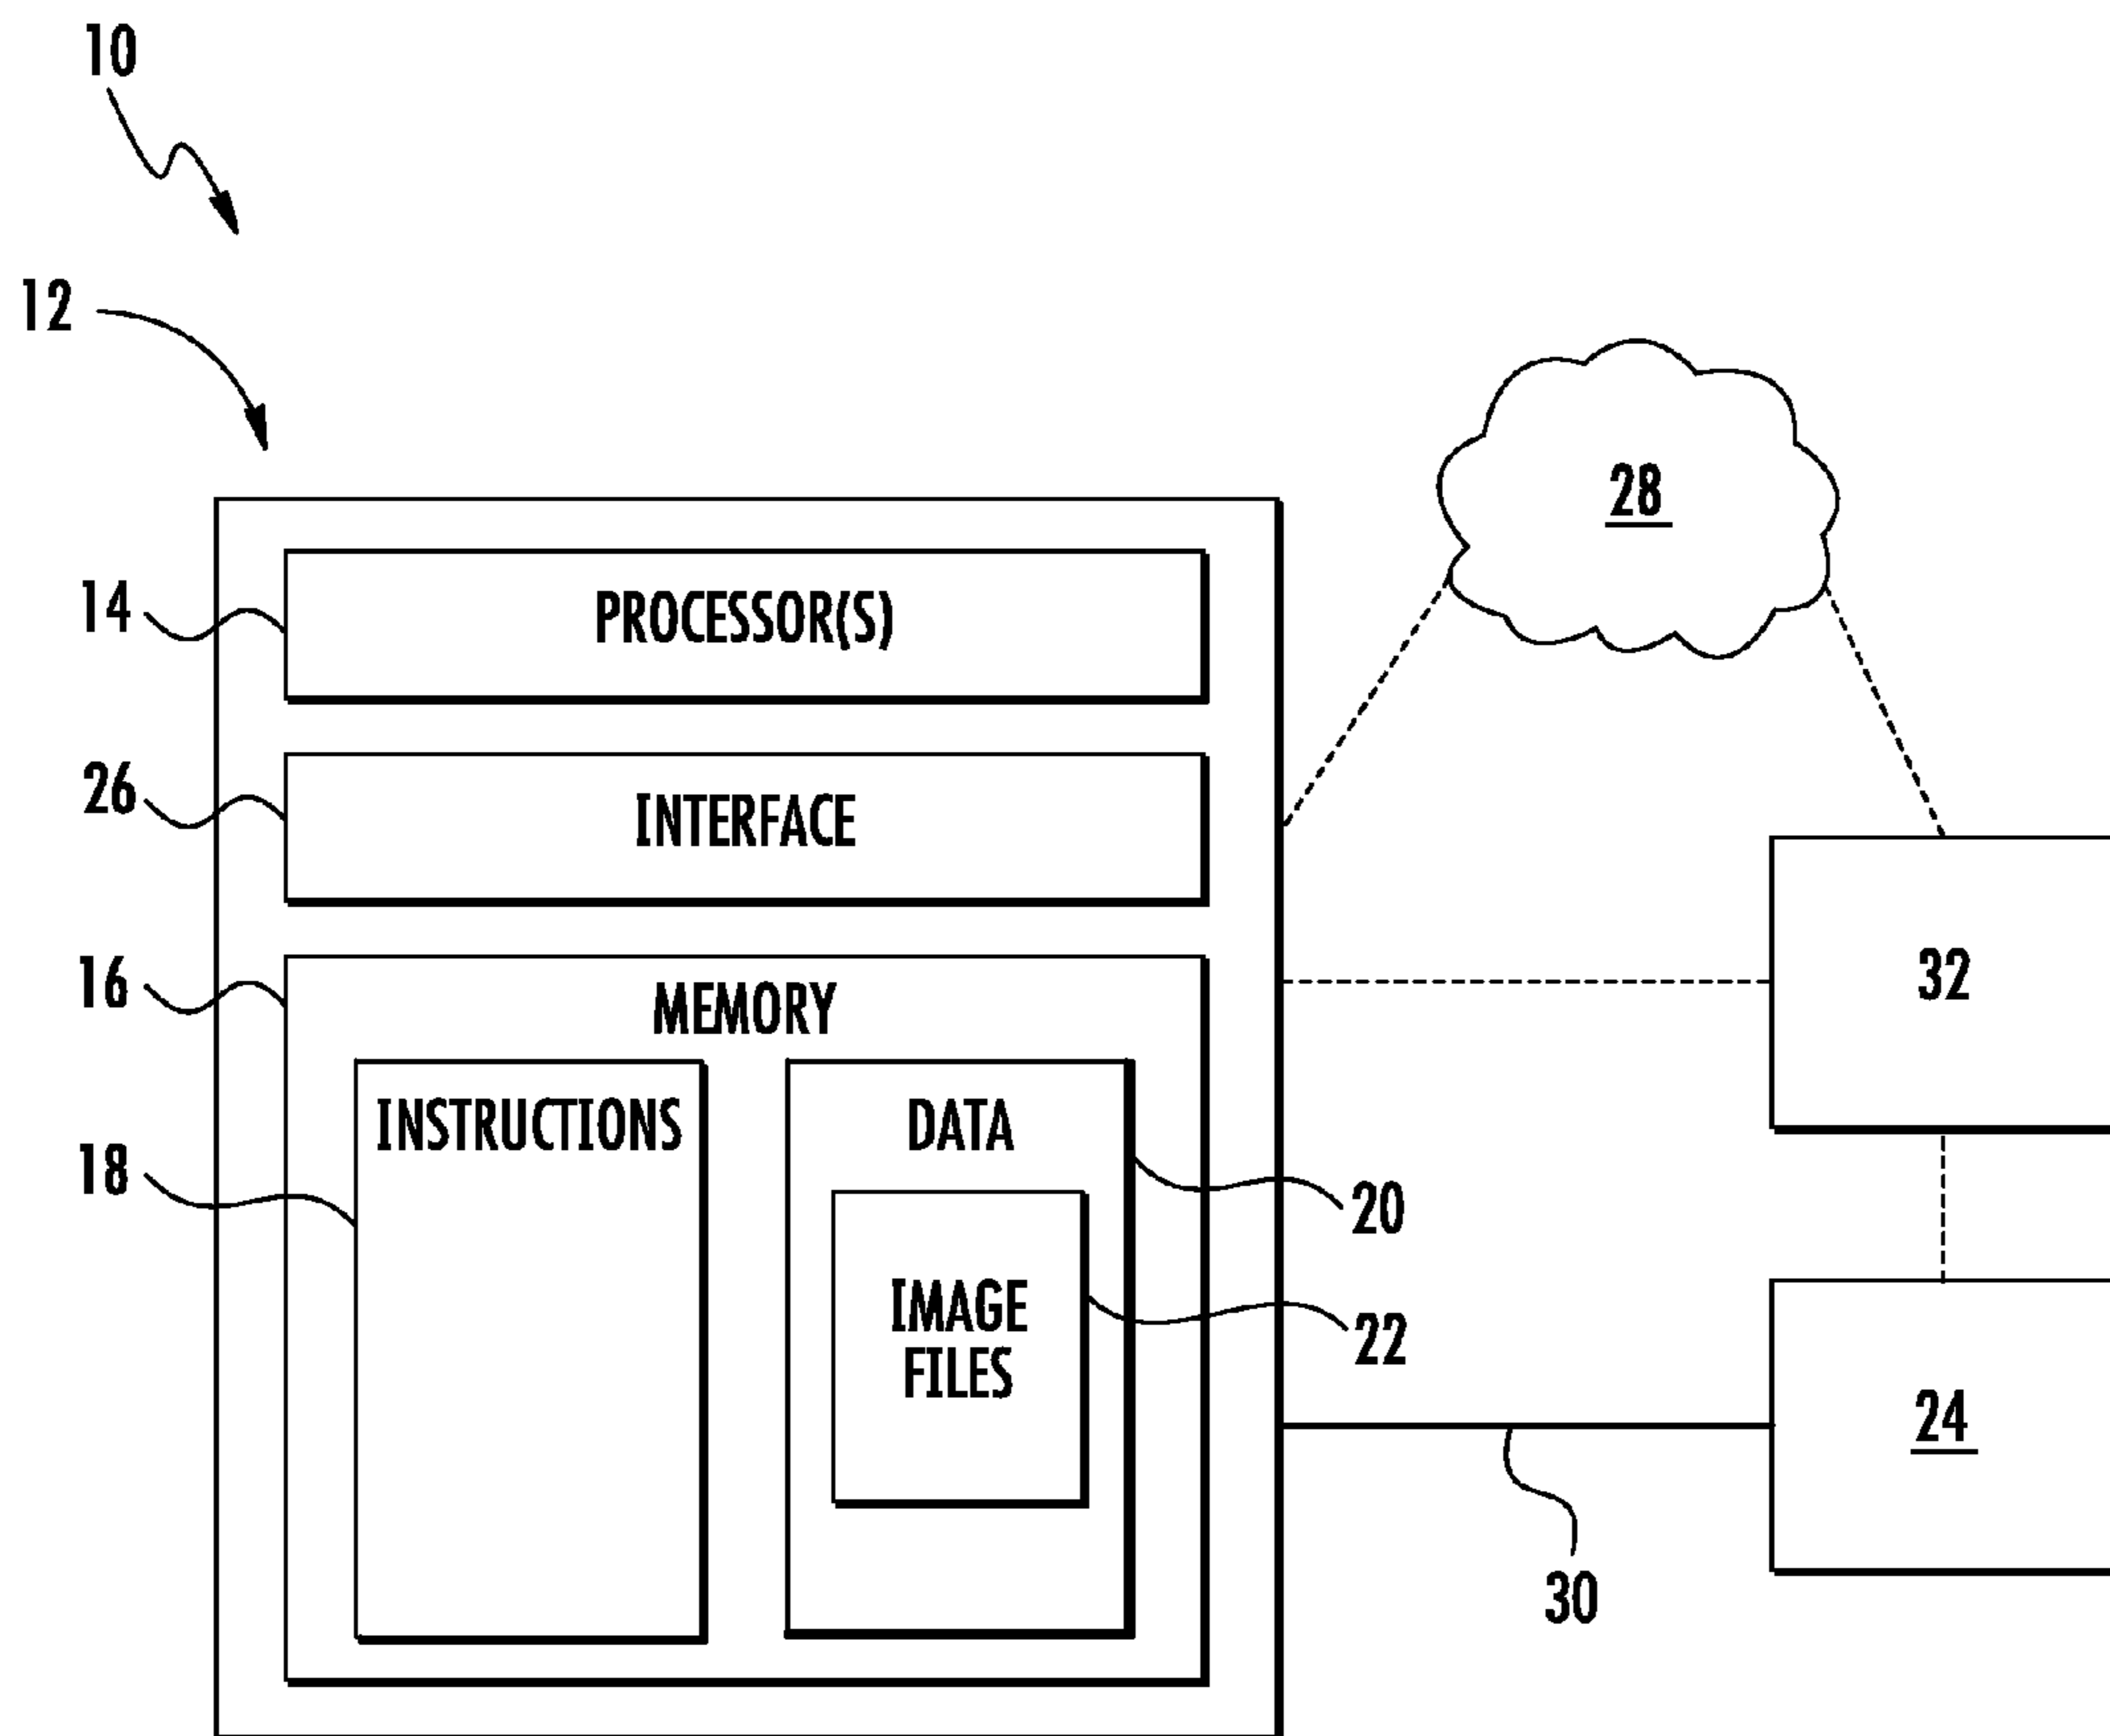 10
12
28
14
PROCESSOR(S)
26
INTERFACE
16
MEMORY
32
INSTRUCTIONS
DATA
18
20
IMAGE
FILES
22
24
30